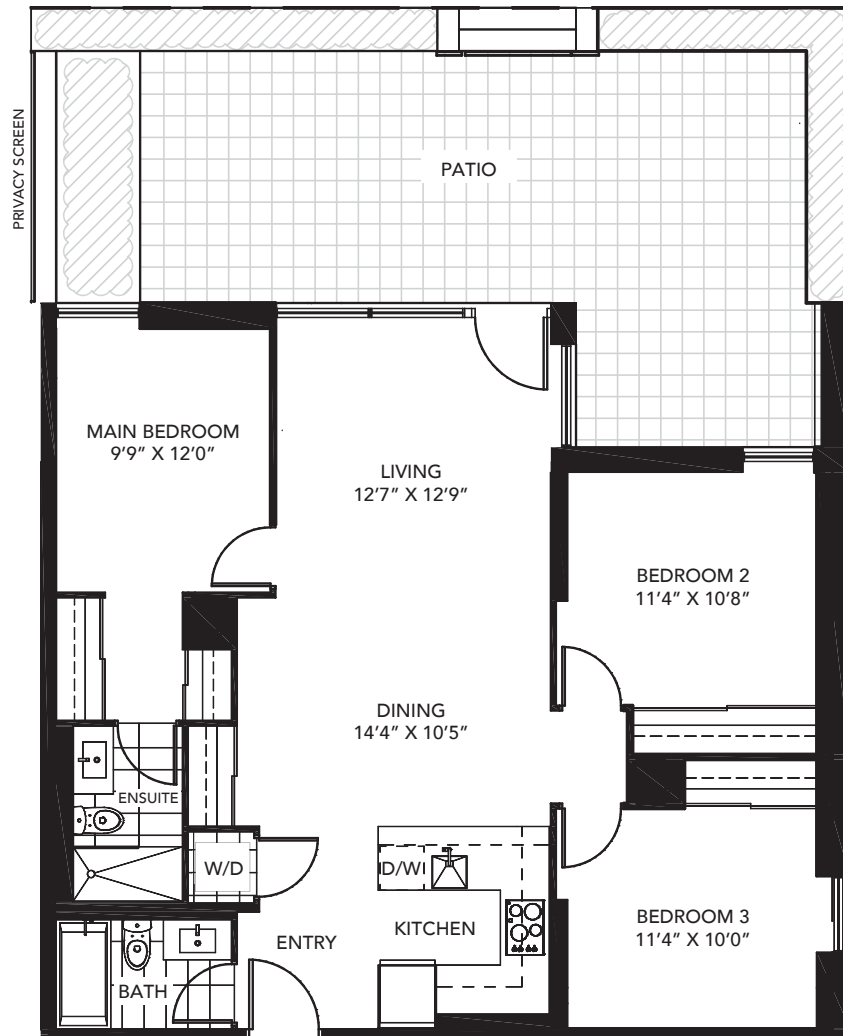 PRIVACY SCREEN
PATIO
MAIN BEDROOM
9’9” X 12’0”
LIVING
12’7” X 12’9”
BEDROOM 2
11’4” X 10’8”
DINING
14’4” X 10’5”
ENSUITE
W/D
D/W
KITCHEN
ENTRY
BATH
BEDROOM 3
11’4” X 10’0”